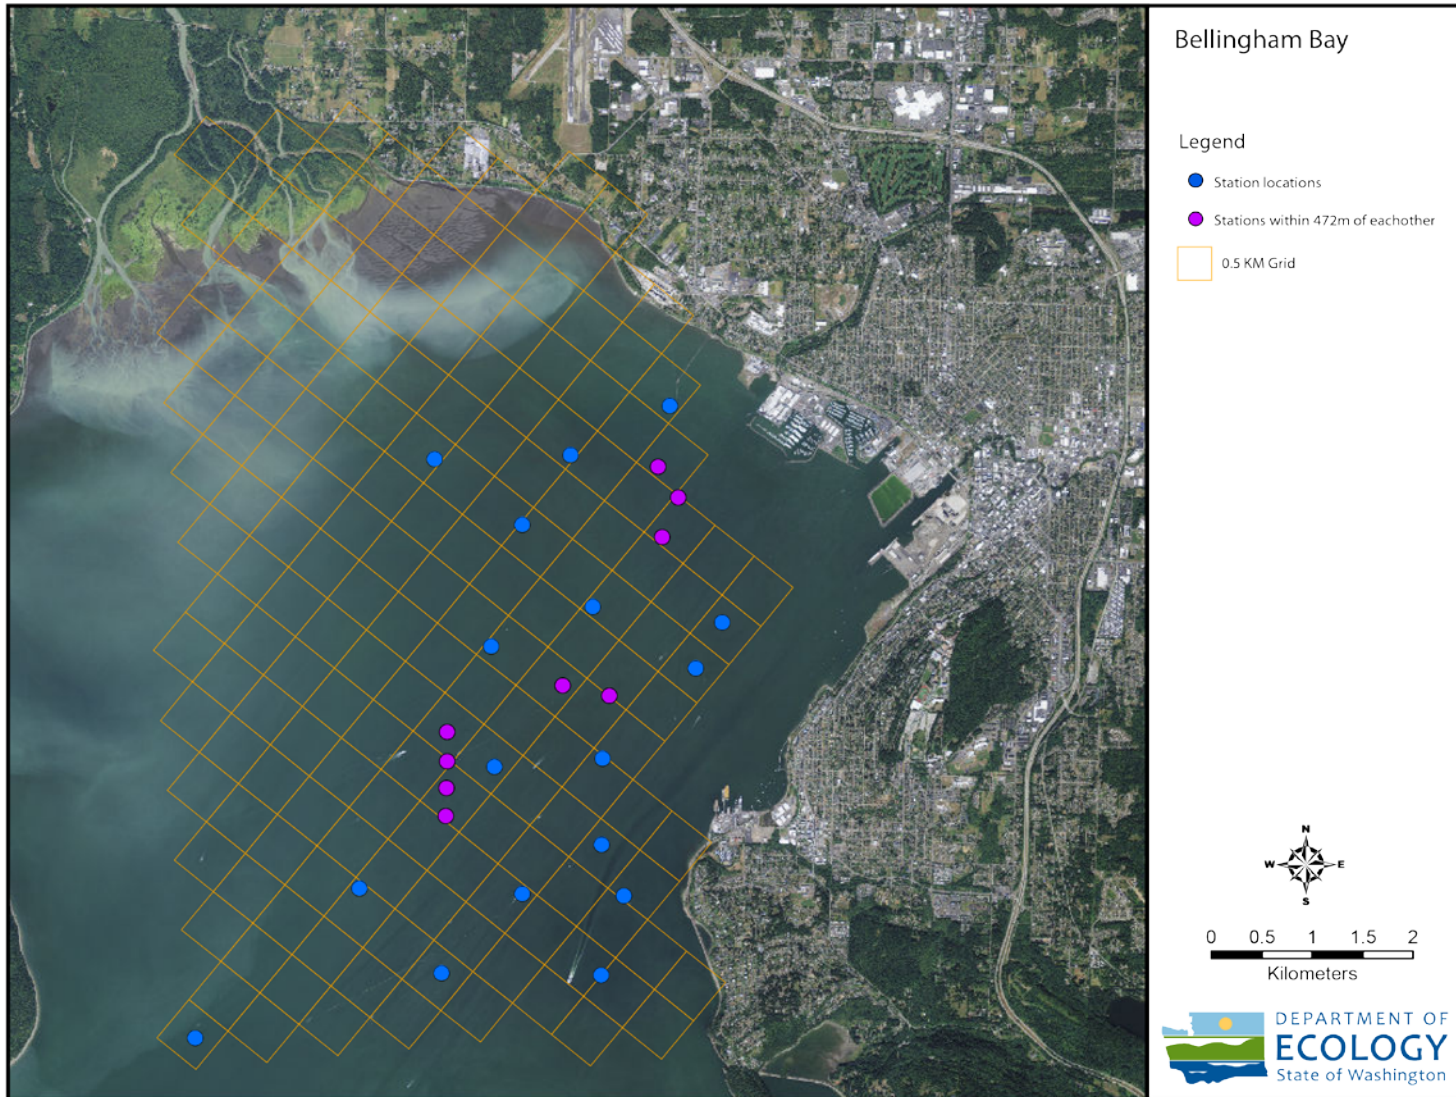 Bellingham Bay
Legend
Station locations
Stations within 472m of eachother
0.5 KM Grid
N
W E
S
0 0.5 1 1.5 2
Kilometers
DEPARTMENT OF
ECOLOGY
State of Washington